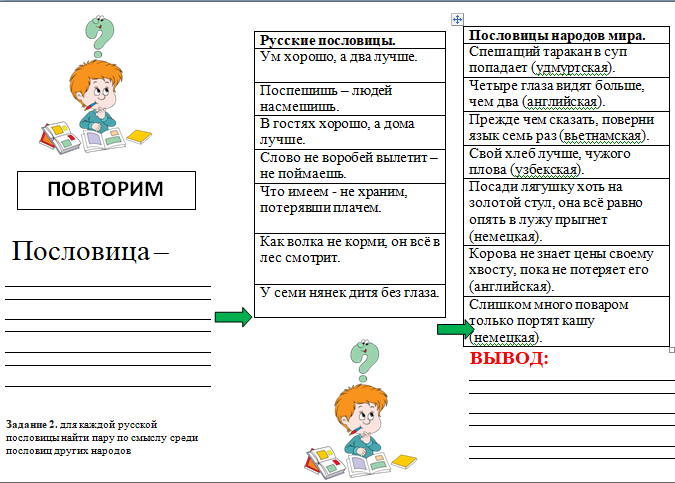 ПОВТОРИМ
Пословица –
Задание 2. для каждой русской
пословицы найти пару по смыслу среди
пословиц других народов
Русские пословицы.
Ум хорошо, а два лучше.
Поспешишь – людей
насмешишь.
В гостях хорошо, а дома
лучше.
Слово не воробей вылетит –
не поймаешь.
Что имеем - не храним,
потерявши плачем.
Как волка не корми, он всё в
лес смотрит.
У семи нянек дитя без глаза.
Пословицы народов мира.
Спешащий таракан в суп
попадает (удмуртская).
Четыре глаза видят больше,
чем два (английская).
Прежде чем сказать, поверни
язык семь раз (вьетнамская).
Свой хлеб лучше, чужого
плова (узбекская).
Посади лягушку хоть на
золотой стул, она всё равно
опять в лужу прыгнет
(немецкая).
Корова не знает цены своему
хвосту, пока не потеряет его
(английская).
Слишком много поваром
только портят кашу
(немецкая).
ВЫВОД: